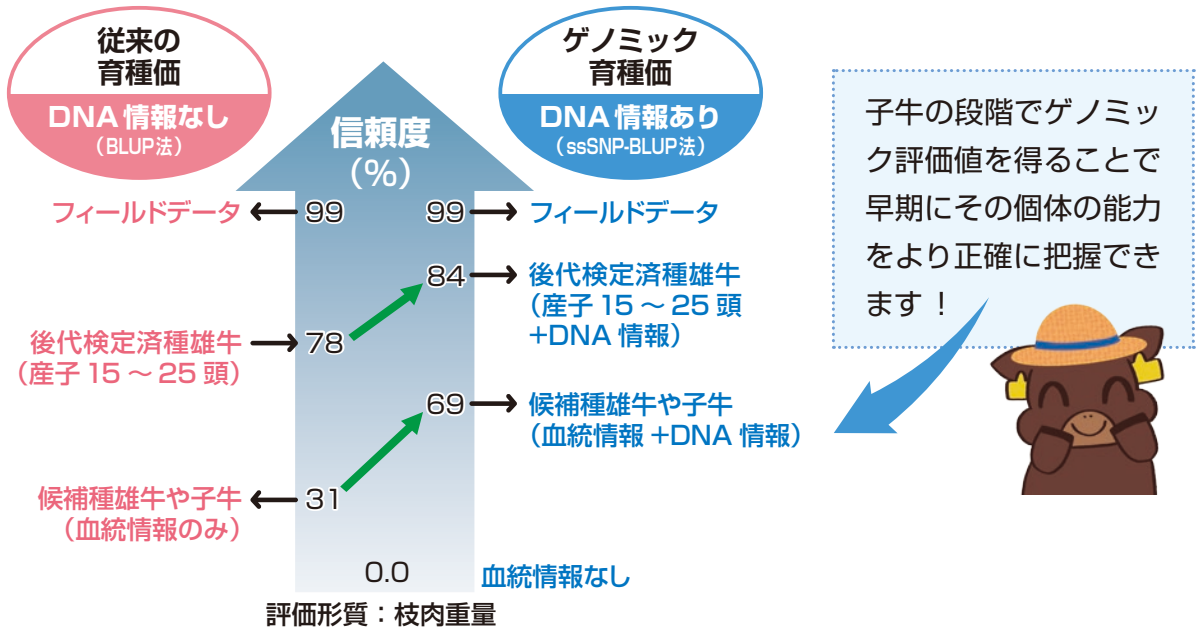 従来の
育種価
DNA 情報なし
(BLUP法)
ゲノミック
育種価
DNA 情報あり
(ssSNP-BLUP法)
信頼度
(%)
フィールドデータ
99
99
フィールドデータ
84
後代検定済種雄牛
(産子 15 ~ 25 頭
+DNA 情報)
後代検定済種雄牛
(産子 15 ~ 25 頭)
78
69
候補種雄牛や子牛
(血統情報 +DNA 情報)
候補種雄牛や子牛
(血統情報のみ)
31
0.0
血統情報なし
評価形質:枝肉重量
子牛の段階でゲノミッ
ク評価値を得ることで
早期にその個体の能力
をより正確に把握でき
ます!